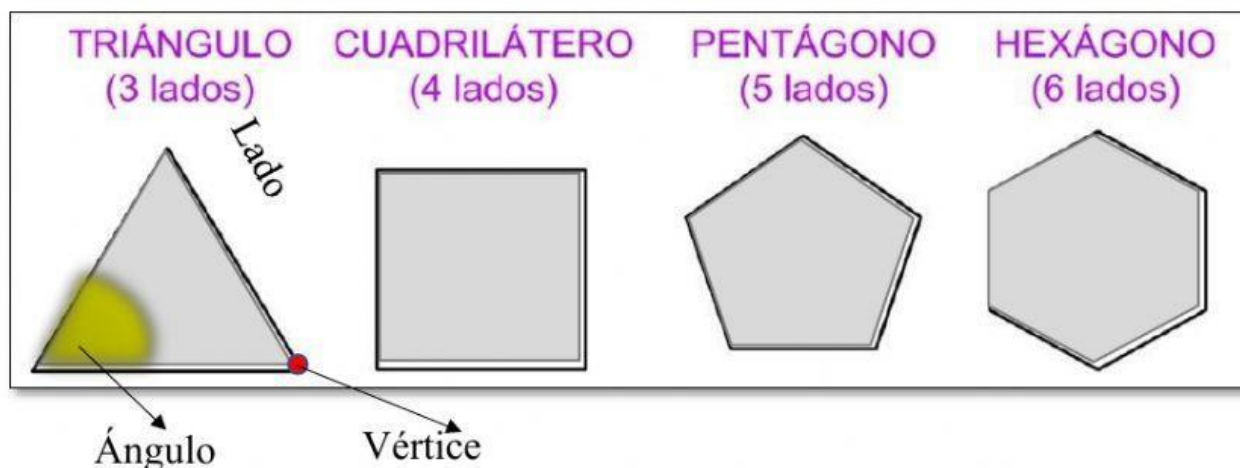 TRIÁNGULO CUADRILÁTERO PENTÁGONO HEXÁGONO
(3 lados) (4 lados) (5 lados) (6 lados)
Lado
Ángulo
Vértice